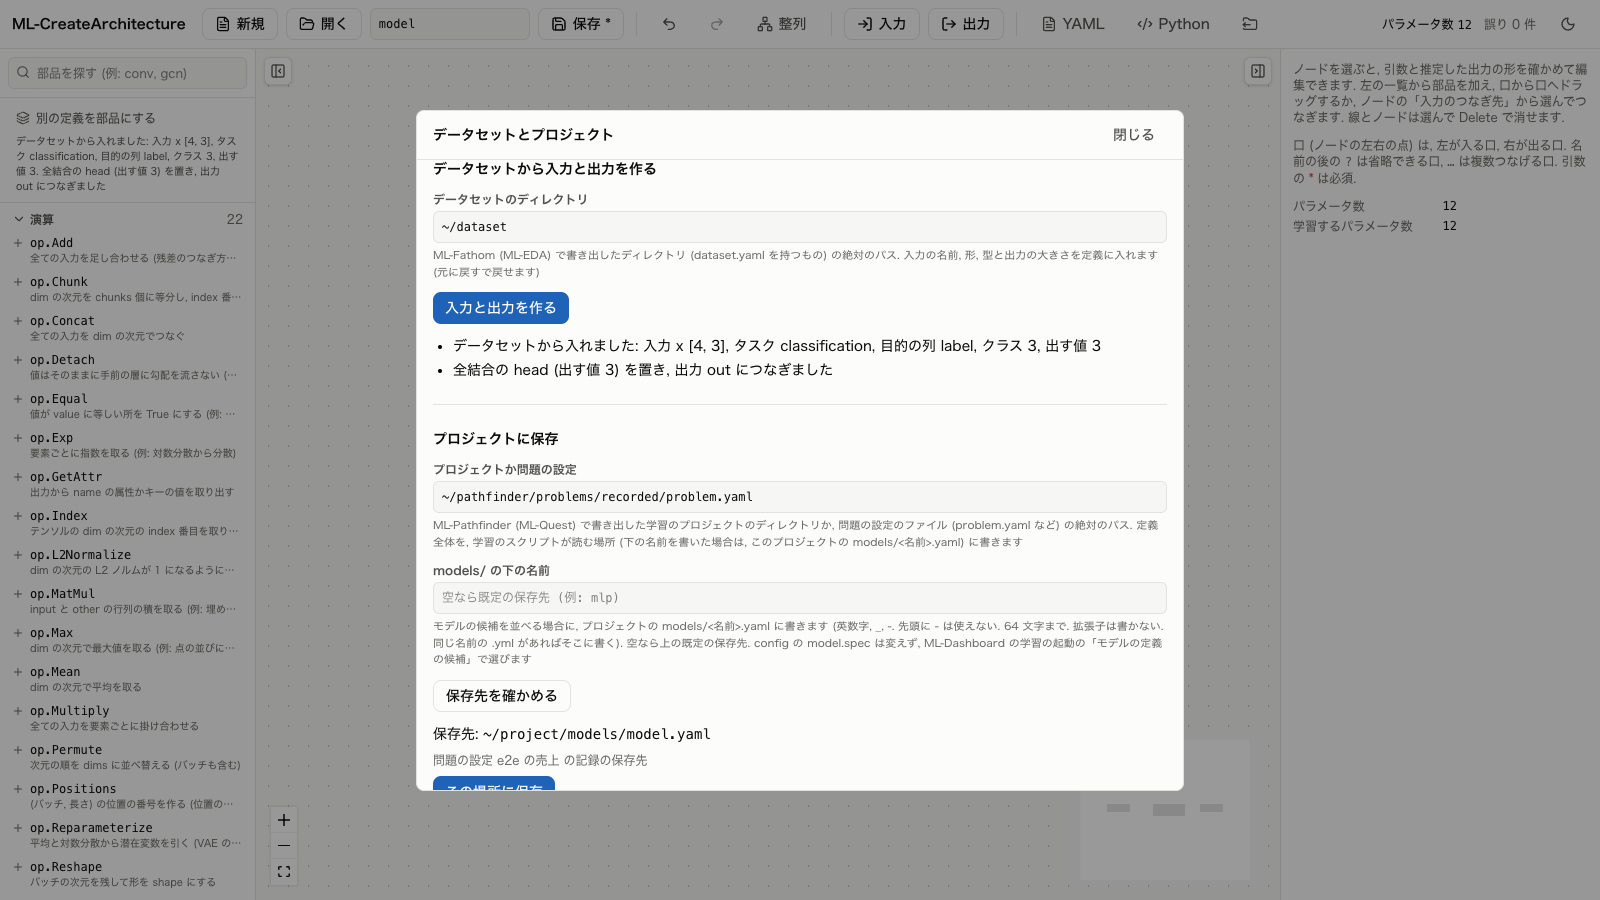 ML-CreateArchitecture
新規
開く
model
保存 *
整列
入力
出力
YAML
Python
パラメータ数 12
誤り 0 件
部品を探す (例: conv, gcn)
別の定義を部品にする
データセットから入れました: 入力 x [4, 3], タス
ク classification, 目的の列 label, クラス 3, 出す
値 3. 全結合の head (出す値 3) を置き, 出力
out につなぎました
演算 22
op.Add
全ての入力を足し合わせる (残差のつなぎ方…
op.Chunk
dim の次元を chunks 個に等分し, index 番…
op.Concat
全ての入力を dim の次元でつなぐ
op.Detach
値はそのままに手前の層に勾配を流さない (…
op.Equal
値が value に等しい所を True にする (例: …
op.Exp
要素ごとに指数を取る (例: 対数分散から分散)
op.GetAttr
出力から name の属性かキーの値を取り出す
op.Index
テンソルの dim の次元の index 番目を取り…
op.L2Normalize
dim の次元の L2 ノルムが 1 になるように…
op.MatMul
input と other の行列の積を取る (例: 埋め…
op.Max
dim の次元で最大値を取る (例: 点の並びに…
op.Mean
dim の次元で平均を取る
op.Multiply
全ての入力を要素ごとに掛け合わせる
op.Permute
次元の順を dims に並べ替える (バッチも含む)
op.Positions
(バッチ, 長さ) の位置の番号を作る (位置の…
op.Reparameterize
平均と対数分散から潜在変数を引く (VAE の…
op.Reshape
バッチの次元を残して形を shape にする
データセットとプロジェクト
閉じる
データセットから入力と出力を作る
データセットのディレクトリ
~/dataset
ML-Fathom (ML-EDA) で書き出したディレクトリ (dataset.yaml を持つもの) の絶対のパス. 入力の名前, 形, 型と出力の大きさを定義に入れます
(元に戻すで戻せます)
入力と出力を作る
• データセットから入れました: 入力 x [4, 3], タスク classification, 目的の列 label, クラス 3, 出す値 3
• 全結合の head (出す値 3) を置き, 出力 out につなぎました
プロジェクトに保存
プロジェクトか問題の設定
~/pathfinder/problems/recorded/problem.yaml
ML-Pathfinder (ML-Quest) で書き出した学習のプロジェクトのディレクトリか, 問題の設定のファイル (problem.yaml など) の絶対のパス. 定義
全体を, 学習のスクリプトが読む場所 (下の名前を書いた場合は, このプロジェクトの models/<名前>.yaml) に書きます
models/ の下の名前
空なら既定の保存先 (例: mlp)
モデルの候補を並べる場合に, プロジェクトの models/<名前>.yaml に書きます (英数字, _, -. 先頭に - は使えない. 64 文字まで. 拡張子は書かない.
同じ名前の .yml があればそこに書く). 空なら上の既定の保存先. config の model.spec は変えず, ML-Dashboard の学習の起動の「モデルの定義
の候補」で選びます
保存先を確かめる
保存先: ~/project/models/model.yaml
問題の設定 e2e の売上 の記録の保存先
この場所に保存
ノードを選ぶと, 引数と推定した出力の形を確かめて編
集できます. 左の一覧から部品を加え, 口から口へドラ
ッグするか, ノードの「入力のつなぎ先」から選んでつ
なぎます. 線とノードは選んで Delete で消せます.
口 (ノードの左右の点) は, 左が入る口, 右が出る口. 名
前の後の ? は省略できる口, … は複数つなげる口. 引数
の * は必須.
パラメータ数 12
学習するパラメータ数 12